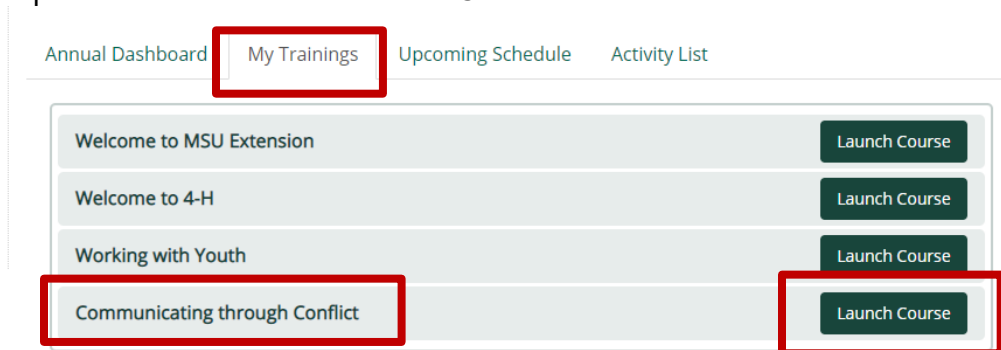 Annual Dashboard My Trainings Upcoming Schedule Activity List
Welcome to MSU Extension Launch Course
Welcome to 4-H Launch Course
Working with Youth Launch Course
Communicating through Conflict Launch Course